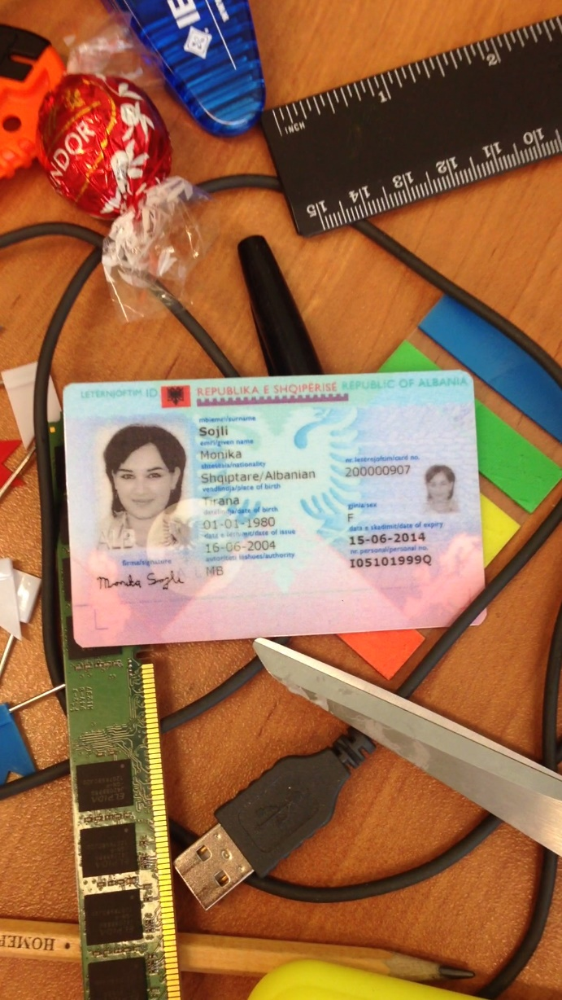 INCH
1
2
15
14
13
12
11
10
NDOR
LETËRNJOFTIM ID REPUBLIKA E SHQIPËRISË REPUBLIC OF ALBANIA
mbiemri/surname
Sojli
emri/given name
Monika
shtetësia/nationality
Shqiptare/Albanian
vendlindja/place of birth
Tirana
datëlindja/date of birth
01-01-1980
data e lëshimit/date of issue
16-06-2004
autoriteti lëshues/authority
MB
nr.letërnjoftim/card no.
200000907
gjinia/sex
F
data e skadimit/date of expiry
15-06-2014
nr.personal/personal no.
I05101999Q
firma/signature
Monika Sojli
ELPIDA
HOMER